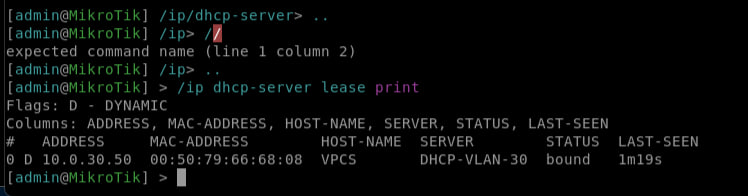 [admin@MikroTik] /ip/dhcp-server> ..
[admin@MikroTik] /ip> //
expected command name (line 1 column 2)
[admin@MikroTik] /ip> ..
[admin@MikroTik] > /ip dhcp-server lease print
Flags: D - DYNAMIC
Columns: ADDRESS, MAC-ADDRESS, HOST-NAME, SERVER, STATUS, LAST-SEEN
#   ADDRESS     MAC-ADDRESS        HOST-NAME  SERVER        STATUS  LAST-SEEN
0 D 10.0.30.50  00:50:79:66:68:08  VPCS       DHCP-VLAN-30  bound   1m19s
[admin@MikroTik] >